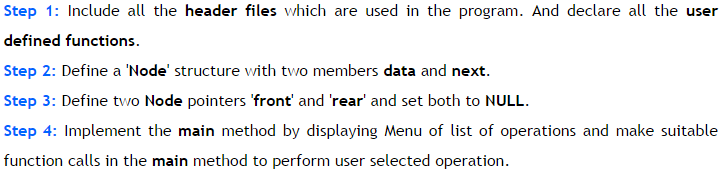 Step 1: Include all the header files which are used in the program. And declare all the user
defined functions.
Step 2: Define a 'Node' structure with two members data and next.
Step 3: Define two Node pointers 'front' and 'rear' and set both to NULL.
Step 4: Implement the main method by displaying Menu of list of operations and make suitable
function calls in the main method to perform user selected operation.